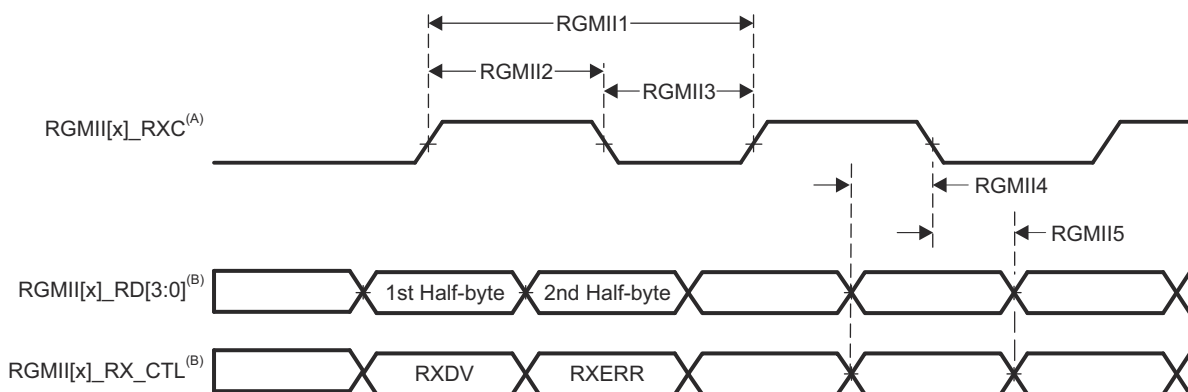 RGMII1
RGMII2
RGMII3
RGMII[x]_RXC(A)
RGMII4
RGMII5
RGMII[x]_RD[3:0](B)
1st Half-byte
2nd Half-byte
RGMII[x]_RX_CTL(B)
RXDV
RXERR